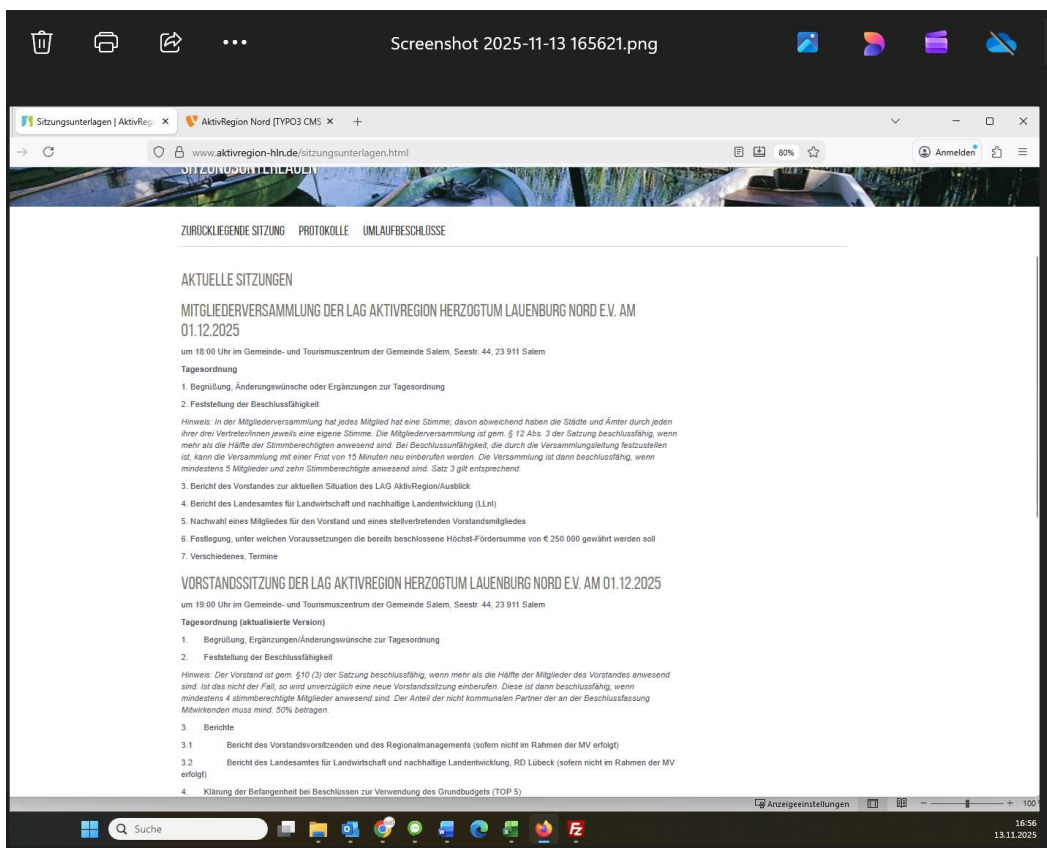 Screenshot 2025-11-13 165621.png
Sitzungsunterlagen | AktivReg
AktivRegion Nord [TYPO3 CMS
www.aktivregion-hln.de/sitzungsunterlagen.html
80%
Anmelden
SITZUNGSUNTERLAGEN
ZURÜCKLIEGENDE SITZUNG PROTOKOLLE UMLAUFBESCHLÜSSE
AKTUELLE SITZUNGEN
MITGLIEDERVERSAMMLUNG DER LAG AKTIVREGION HERZOGTUM LAUENBURG NORD E.V. AM
01.12.2025
um 18:00 Uhr im Gemeinde- und Tourismuszentrum der Gemeinde Salem, Seestr. 44, 23 911 Salem
Tagesordnung
1. Begrüßung, Änderungswünsche oder Ergänzungen zur Tagesordnung
2. Feststellung der Beschlussfähigkeit
Hinweis: In der Mitgliederversammlung hat jedes Mitglied hat eine Stimme; davon abweichend haben die Städte und Ämter durch jeden
ihrer drei Vertreter/innen jeweils eine eigene Stimme. Die Mitgliederversammlung ist gem. § 12 Abs. 3 der Satzung beschlussfähig, wenn
mehr als die Hälfte der Stimmberechtigten anwesend sind. Bei Beschlussunfähigkeit, die durch die Versammlungsleitung festzustellen
ist, kann die Versammlung mit einer Frist von 15 Minuten neu einberufen werden. Die Versammlung ist dann beschlussfähig, wenn
mindestens 5 Mitglieder und zehn Stimmberechtigte anwesend sind. Satz 3 gilt entsprechend.
3. Bericht des Vorstandes zur aktuellen Situation des LAG AktivRegion/Ausblick
4. Bericht des Landesamtes für Landwirtschaft und nachhaltige Landentwicklung (LLnl)
5. Nachwahl eines Mitgliedes für den Vorstand und eines stellvertretenden Vorstandsmitgliedes
6. Festlegung, unter welchen Voraussetzungen die bereits beschlossene Höchst-Fördersumme von € 250.000 gewährt werden soll
7. Verschiedenes, Termine
VORSTANDSSITZUNG DER LAG AKTIVREGION HERZOGTUM LAUENBURG NORD E.V. AM 01.12.2025
um 19:00 Uhr im Gemeinde- und Tourismuszentrum der Gemeinde Salem, Seestr. 44, 23 911 Salem
Tagesordnung (aktualisierte Version)
1. Begrüßung, Ergänzungen/Änderungswünsche zur Tagesordnung
2. Feststellung der Beschlussfähigkeit
Hinweis: Der Vorstand ist gem. §10 (3) der Satzung beschlussfähig, wenn mehr als die Hälfte der Mitglieder des Vorstandes anwesend
sind. Ist das nicht der Fall, so wird unverzüglich eine neue Vorstandssitzung einberufen. Diese ist dann beschlussfähig, wenn
mindestens 4 stimmberechtigte Mitglieder anwesend sind. Der Anteil der nicht kommunalen Partner der an der Beschlussfassung
Mitwirkenden muss mind. 50% betragen.
3. Berichte
3.1 Bericht des Vorstandsvorsitzenden und des Regionalmanagements (sofern nicht im Rahmen der MV erfolgt)
3.2 Bericht des Landesamtes für Landwirtschaft und nachhaltige Landentwicklung, RD Lübeck (sofern nicht im Rahmen der MV
erfolgt)
4. Klärung der Befangenheit bei Beschlüssen zur Verwendung des Grundbudgets (TOP 5)
Anzeigeeinstellungen
100
Suche
16:56
13.11.2025